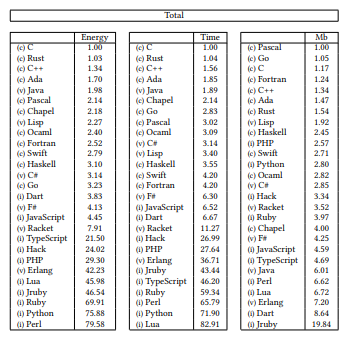 Total
Energy
(c) C 1.00
(c) Rust 1.03
(c) C++ 1.34
(c) Ada 1.70
(v) Java 1.98
(c) Pascal 2.14
(c) Chapel 2.18
(v) Lisp 2.27
(c) Ocaml 2.40
(c) Fortran 2.52
(c) Swift 2.79
(c) Haskell 3.10
(v) C# 3.14
(c) Go 3.23
(i) Dart 3.83
(v) F# 4.13
(i) JavaScript 4.45
(v) Racket 7.91
(i) TypeScript 21.50
(i) Hack 24.02
(i) PHP 29.30
(v) Erlang 42.23
(i) Lua 45.98
(i) Jruby 46.54
(i) Ruby 69.91
(i) Python 75.88
(i) Perl 79.58
Time
(c) C 1.00
(c) Rust 1.04
(c) C++ 1.56
(c) Ada 1.85
(v) Java 1.89
(c) Chapel 2.14
(c) Go 2.83
(c) Pascal 3.02
(c) Ocaml 3.09
(v) C# 3.14
(v) Lisp 3.40
(c) Haskell 3.55
(c) Swift 4.20
(c) Fortran 4.20
(v) F# 6.30
(i) JavaScript 6.52
(i) Dart 6.67
(v) Racket 11.27
(i) Hack 26.99
(i) PHP 27.64
(v) Erlang 36.71
(i) Jruby 43.44
(i) TypeScript 46.20
(i) Ruby 59.34
(i) Perl 65.79
(i) Python 71.90
(i) Lua 82.91
Mb
(c) Pascal 1.00
(c) Go 1.05
(c) C 1.17
(c) Fortran 1.24
(c) C++ 1.34
(c) Ada 1.47
(c) Rust 1.54
(v) Lisp 1.92
(c) Haskell 2.45
(i) PHP 2.57
(c) Swift 2.71
(i) Python 2.80
(c) Ocaml 2.82
(v) C# 2.85
(i) Hack 3.34
(v) Racket 3.52
(i) Ruby 3.97
(c) Chapel 4.00
(v) F# 4.25
(i) JavaScript 4.59
(i) TypeScript 4.69
(v) Java 6.01
(i) Perl 6.62
(i) Lua 6.72
(v) Erlang 7.20
(i) Dart 8.64
(i) Jruby 19.84